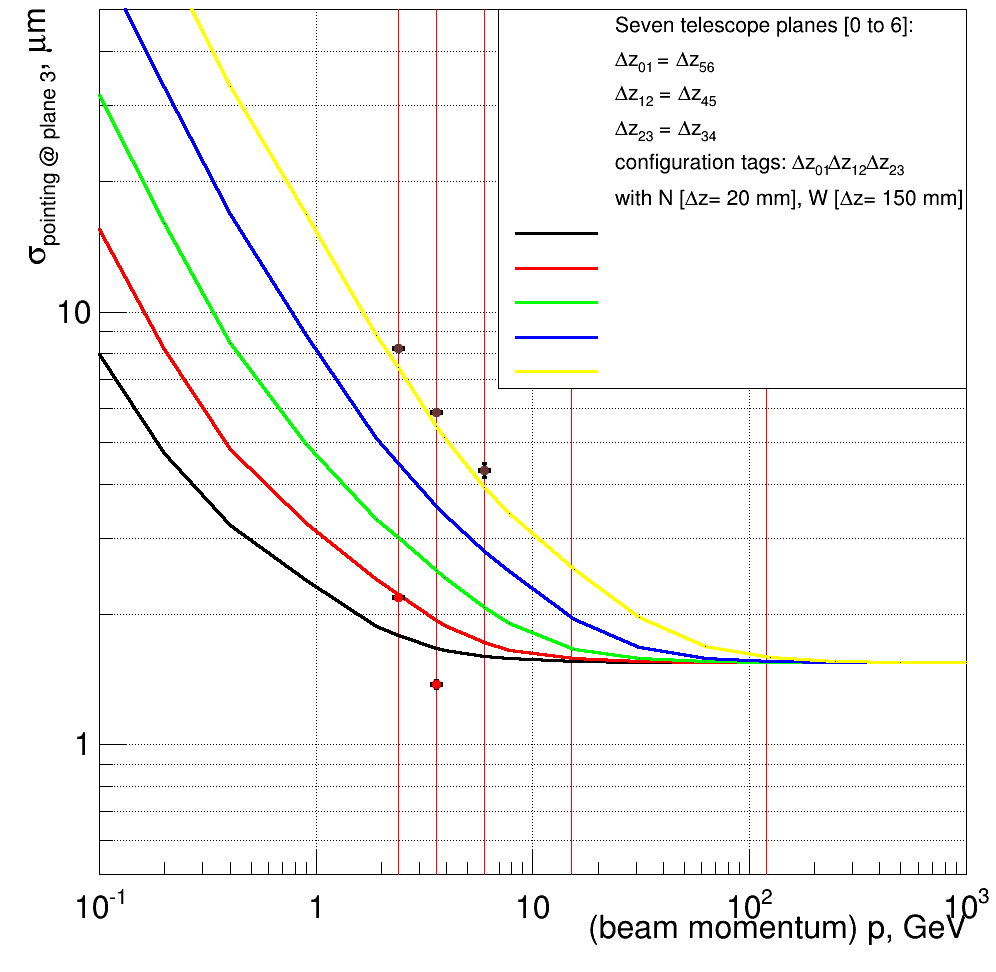 σpointing @ plane 3, μm
Seven telescope planes [0 to 6]:
Δz01 = Δz56
Δz12 = Δz45
Δz23 = Δz34
configuration tags: Δz01Δz12Δz23
with N [Δz= 20 mm], W [Δz= 150 mm]
10
1
10-1 1 10 102 103
(beam momentum) p, GeV